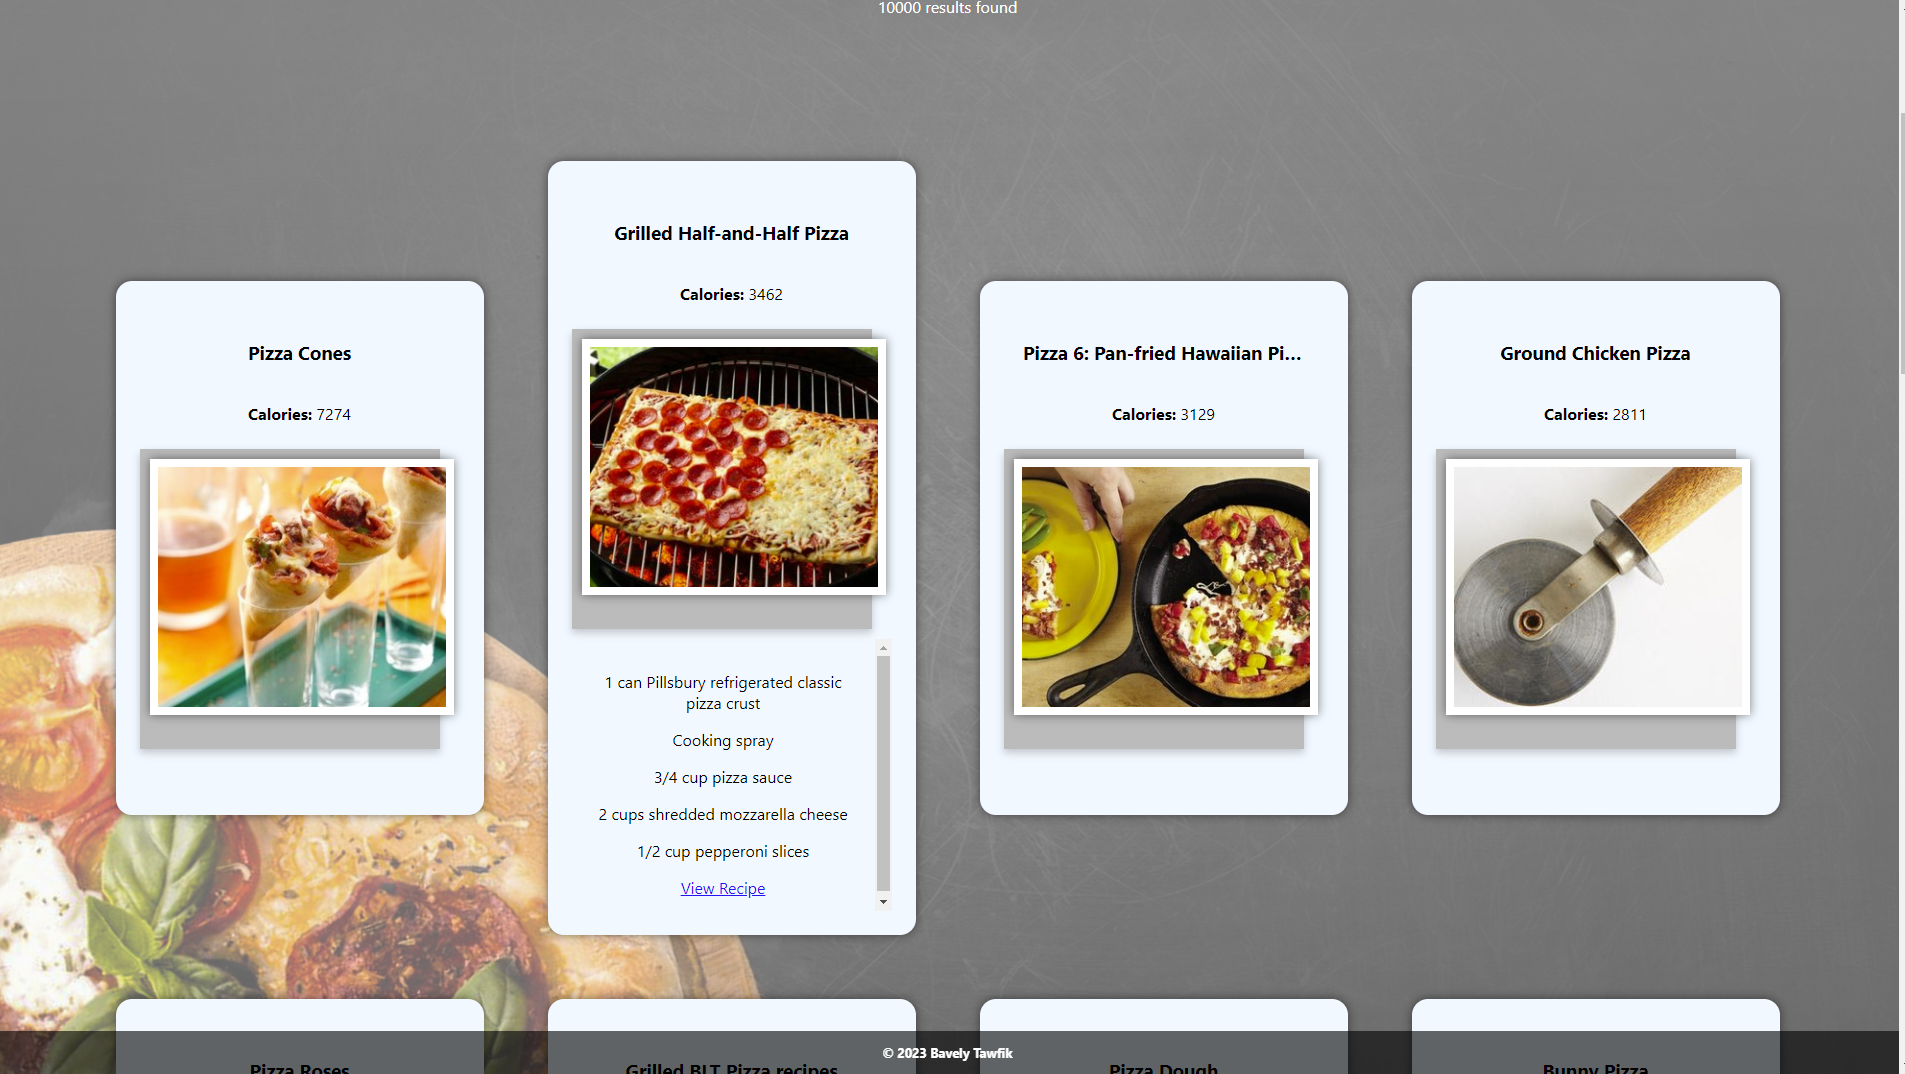 10000 results found
Grilled Half-and-Half Pizza
Calories: 3462
Pizza Cones
Calories: 7274
Pizza 6: Pan-fried Hawaiian Pi...
Calories: 3129
Ground Chicken Pizza
Calories: 2811
1 can Pillsbury refrigerated classic
pizza crust
Cooking spray
3/4 cup pizza sauce
2 cups shredded mozzarella cheese
1/2 cup pepperoni slices
View Recipe
© 2023 Bavely Tawfik
Pizza Roses
Grilled BLT Pizza recipes
Pizza Dough
Bunny Pizza